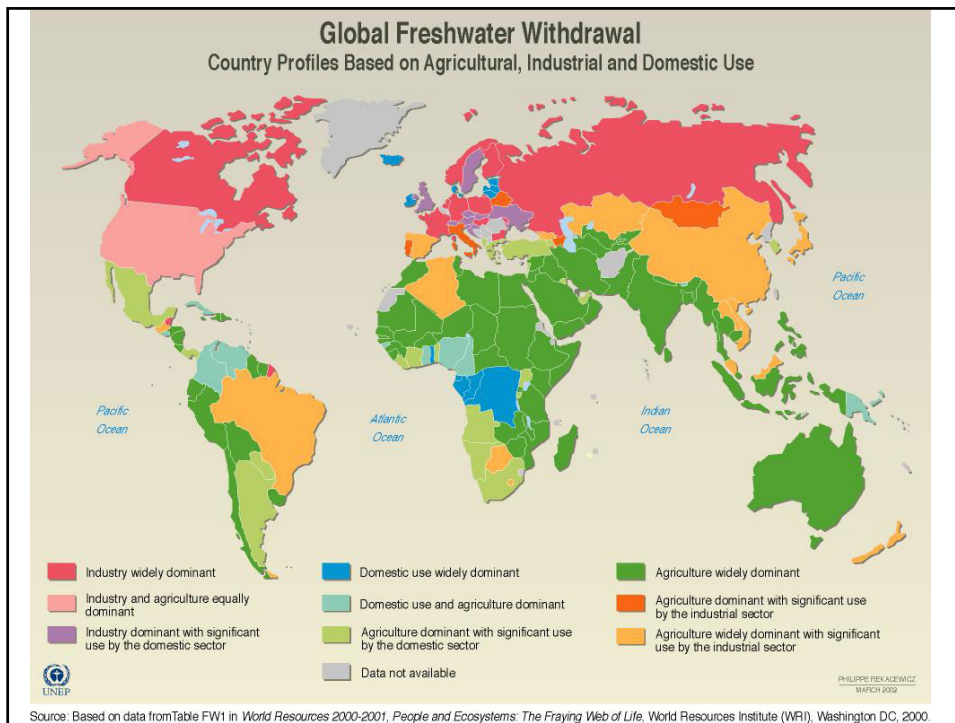 Global Freshwater Withdrawal
Country Profiles Based on Agricultural, Industrial and Domestic Use
Pacific
Ocean
Pacific
Ocean
Atlantic
Ocean
Indian
Ocean
Industry widely dominant
Industry and agriculture equally
dominant
Industry dominant with significant
use by the domestic sector
Domestic use widely dominant
Domestic use and agriculture dominant
Agriculture dominant with significant use
by the domestic sector
Data not available
Agriculture widely dominant
Agriculture dominant with significant use
by the industrial sector
Agriculture widely dominant with significant
use by the industrial sector
UNEP
PHILIPPE REKACEWICZ
MARCH 2002
Source: Based on data fromTable FW1 in World Resources 2000-2001, People and Ecosystems: The Fraying Web of Life, World Resources Institute (WRI), Washington DC, 2000.